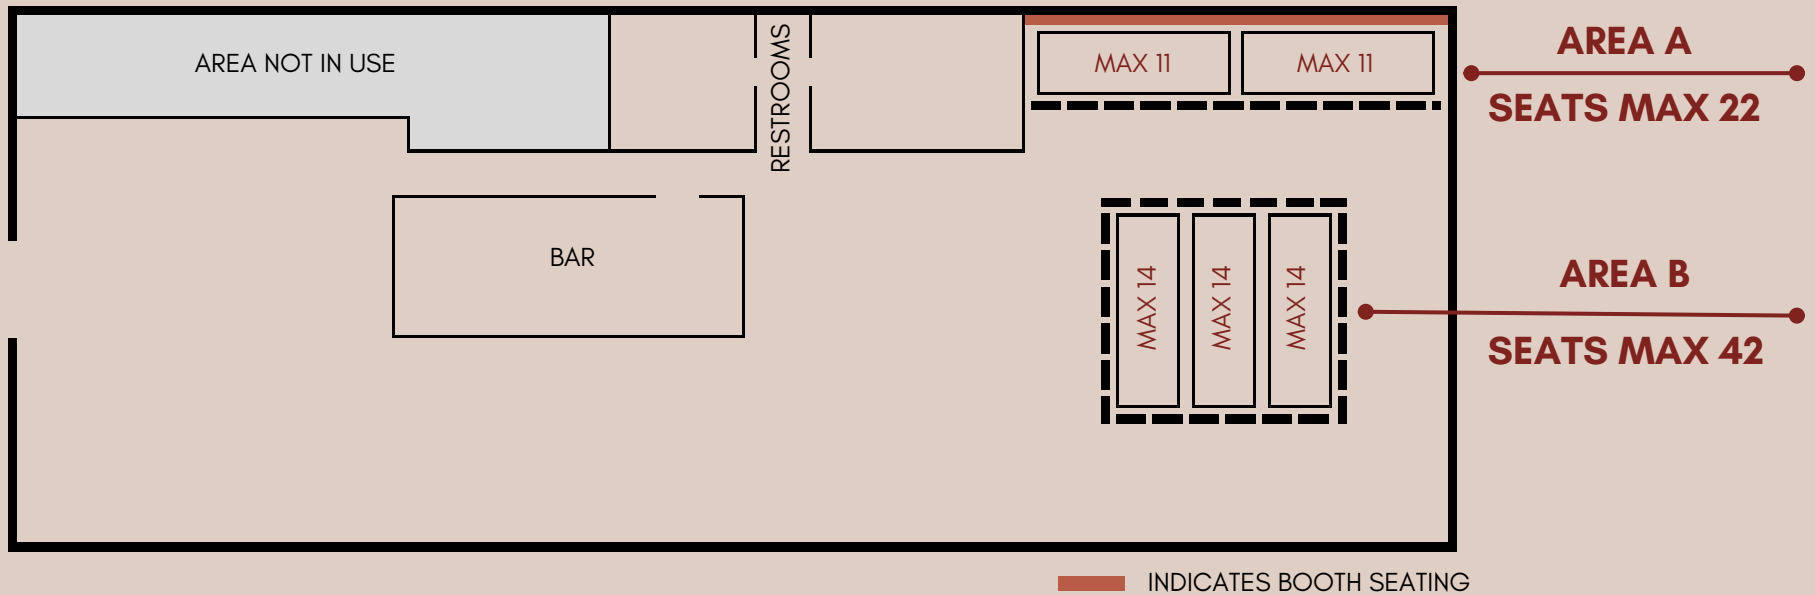 AREA NOT IN USE
RESTROOMS
MAX 11
MAX 11
AREA A
SEATS MAX 22
BAR
MAX 14
MAX 14
MAX 14
AREA B
SEATS MAX 42
INDICATES BOOTH SEATING